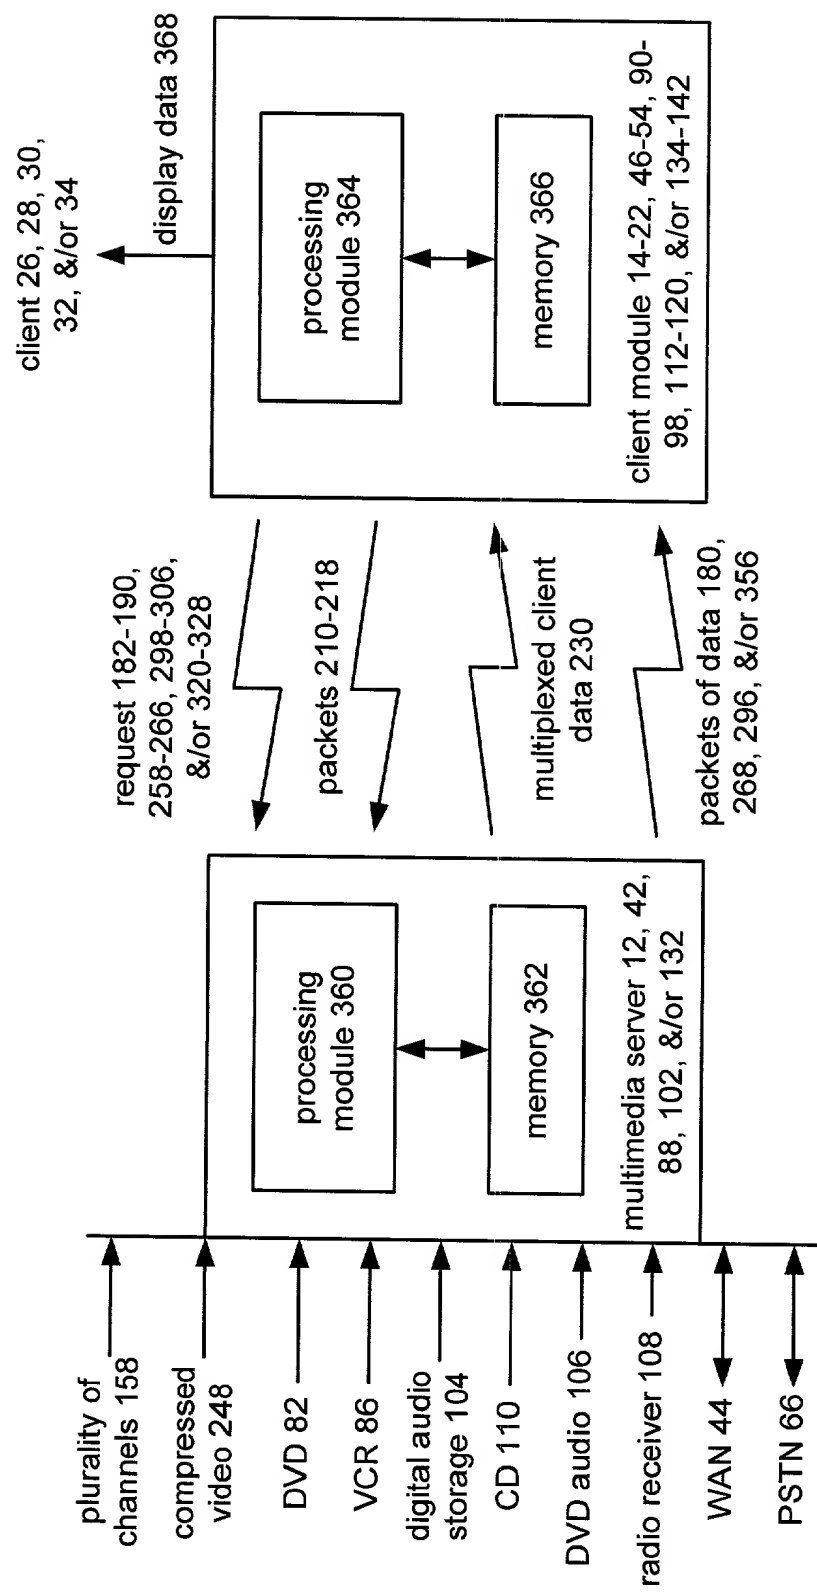 plurality of
channels 158
compressed
video 248
DVD 82
VCR 86
digital audio
storage 104
CD 110
DVD audio 106
radio receiver 108
WAN 44
PSTN 66
processing
module 360
memory 362
multimedia server 12, 42,
88, 102, &/or 132
request 182-190,
258-266, 298-306,
&/or 320-328
packets 210-218
multiplexed client
data 230
packets of data 180,
268, 296, &/or 356
client 26, 28, 30,
32, &/or 34
display data 368
processing
module 364
memory 366
client module 14-22, 46-54, 90-
98, 112-120, &/or 134-142